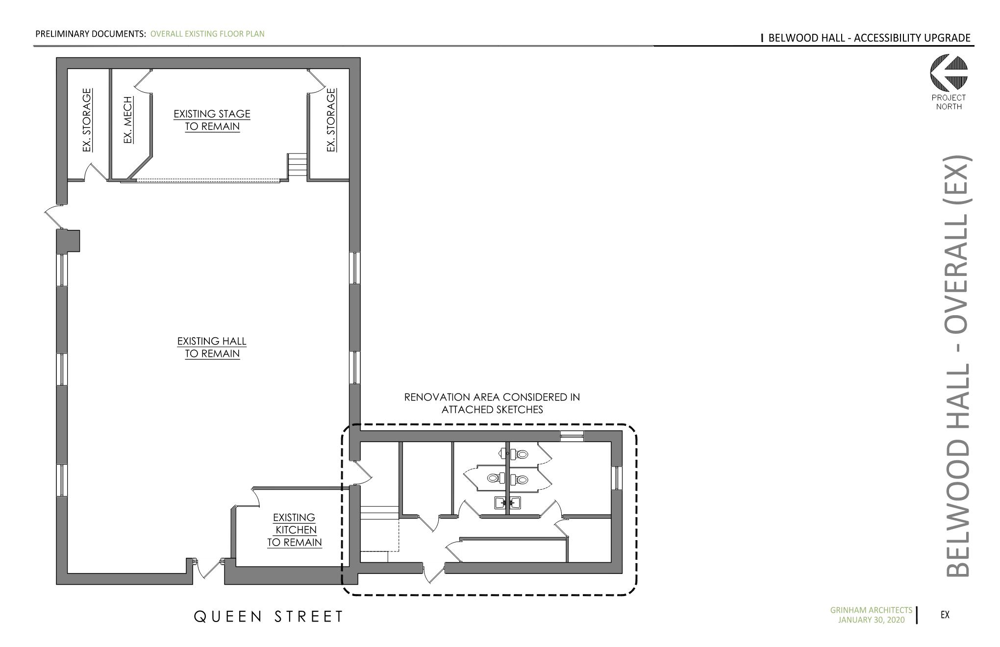 PRELIMINARY DOCUMENTS: OVERALL EXISTING FLOOR PLAN
BELWOOD HALL - ACCESSIBILITY UPGRADE
PROJECT
NORTH
EX. STORAGE
EX. MECH
EXISTING STAGE
TO REMAIN
EX. STORAGE
EXISTING HALL
TO REMAIN
RENOVATION AREA CONSIDERED IN
ATTACHED SKETCHES
EXISTING
KITCHEN
TO REMAIN
QUEEN STREET
BELWOOD HALL - OVERALL (EX)
GRINHAM ARCHITECTS
JANUARY 30, 2020
EX